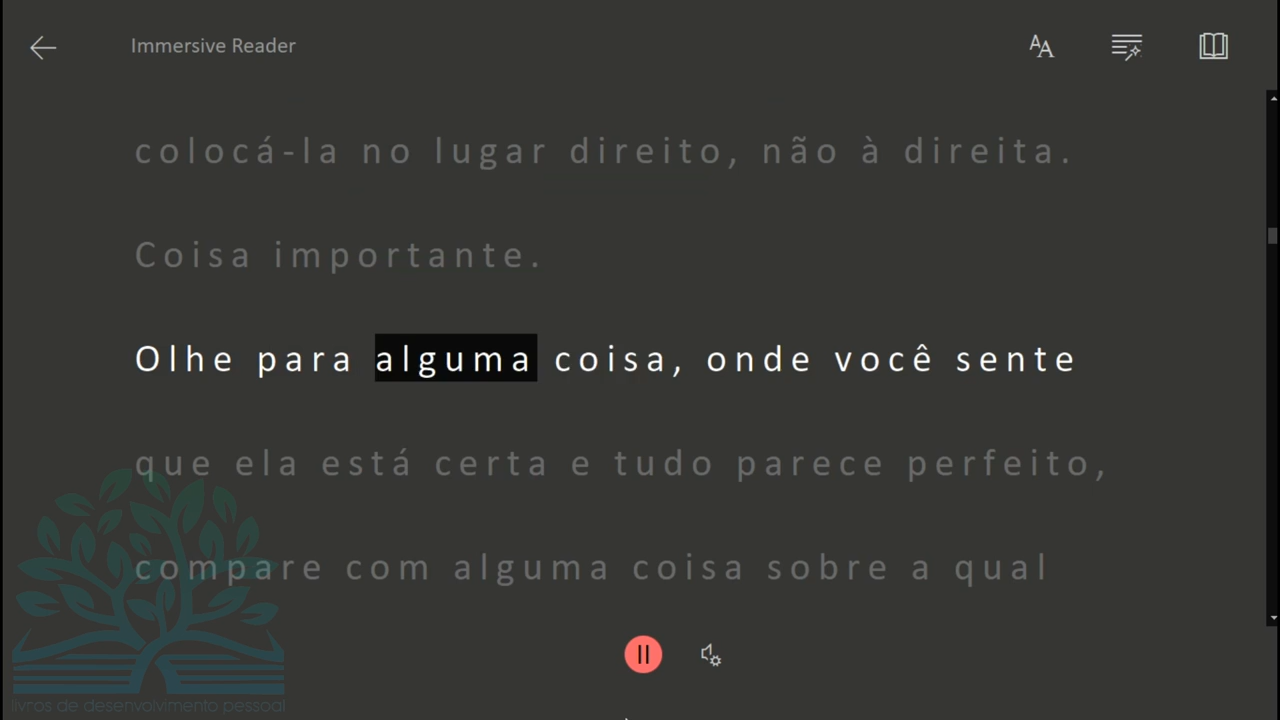 Immersive Reader
colocá-la no lugar direito, não à direita.
Coisa importante.
Olhe para alguma coisa, onde você sente
que ela está certa e tudo parece perfeito,
compare com alguma coisa sobre a qual
livros de desenvolvimento pessoal